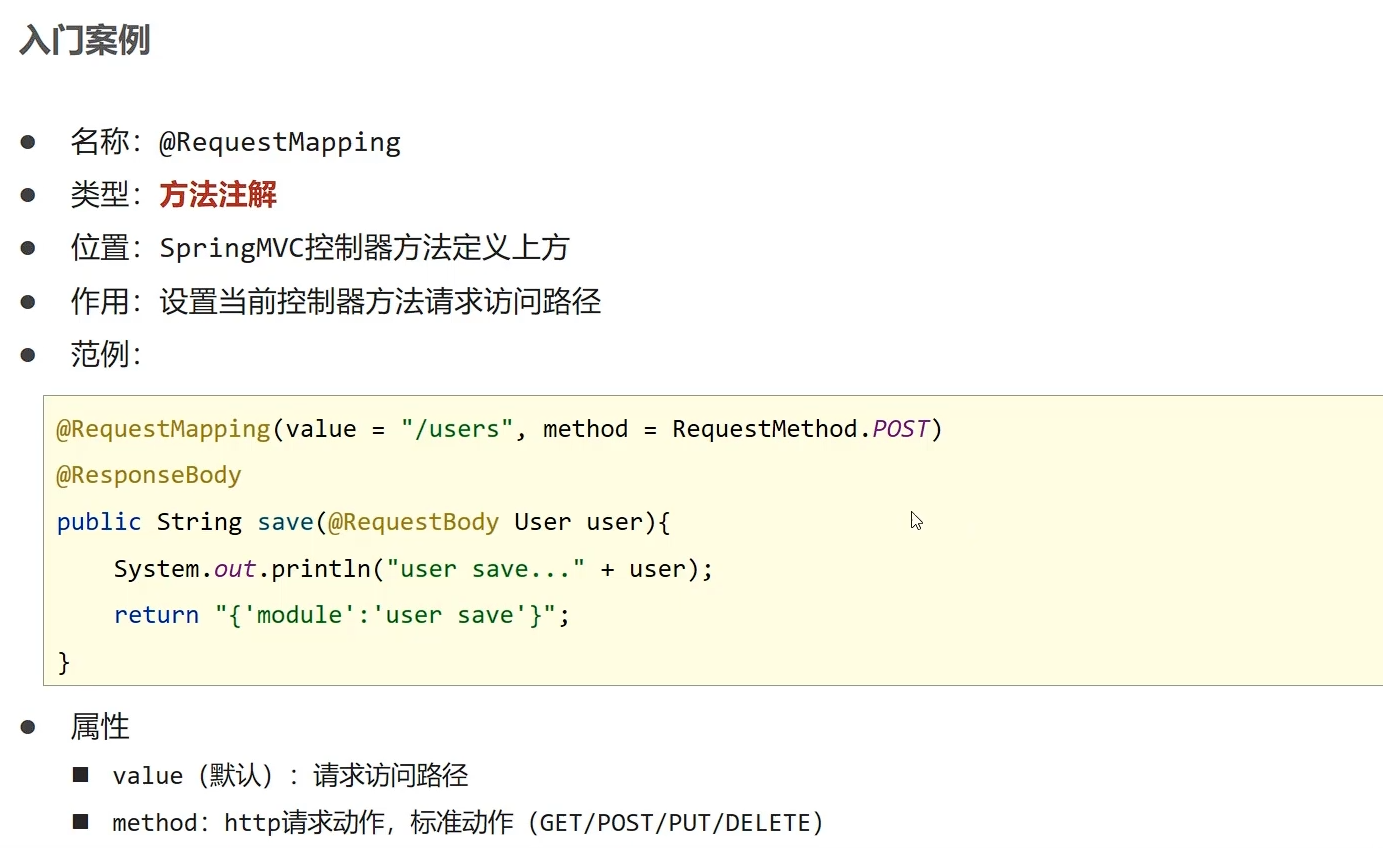 入门案例
名称：@RequestMapping
类型：方法注解
位置：SpringMVC控制器方法定义上方
作用：设置当前控制器方法请求访问路径
范例：
@RequestMapping(value = "/users", method = RequestMethod.POST)
@ResponseBody
public String save(@RequestBody User user){
    System.out.println("user save..." + user);
    return "{'module':'user save'}";
}
属性
value（默认）：请求访问路径
method：http请求动作，标准动作（GET/POST/PUT/DELETE）